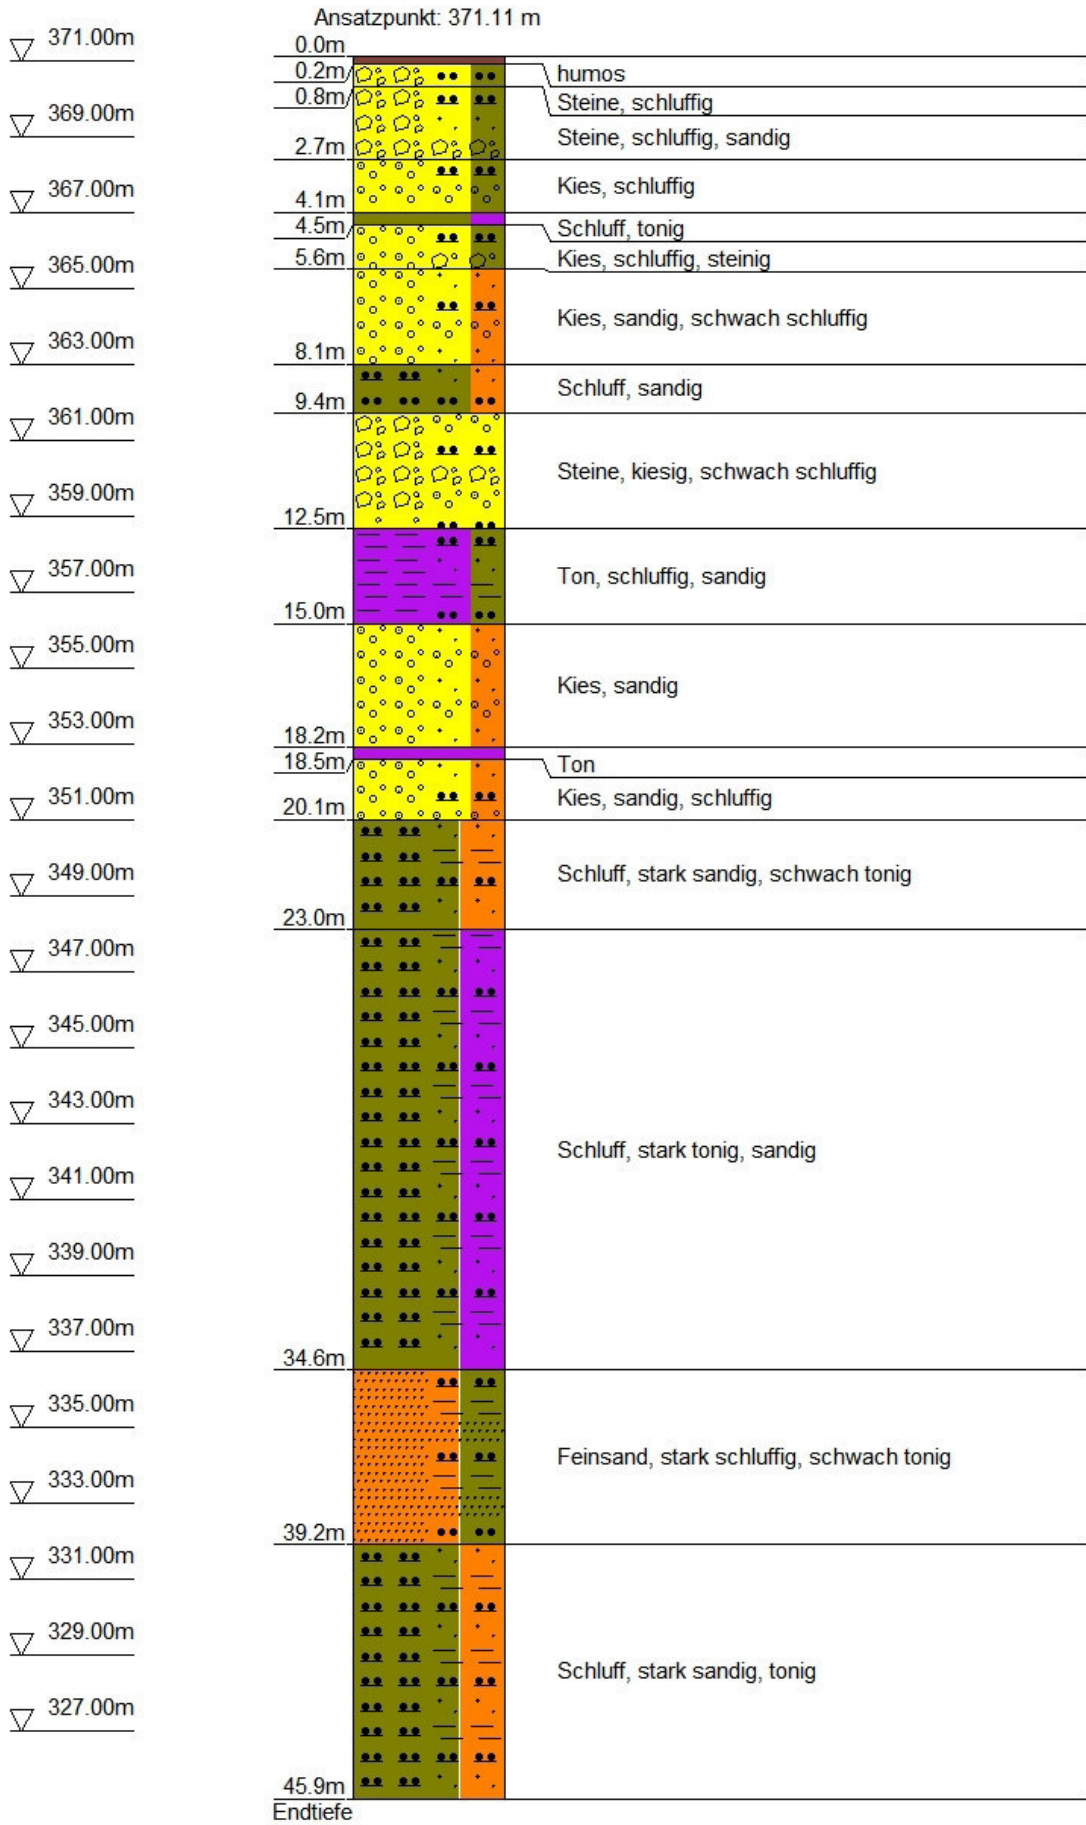 Ansatzpunkt: 371.11 m
371.00m
0.0m
0.2m
humos
0.8m
Steine, schluffig
369.00m
Steine, schluffig, sandig
2.7m
367.00m
Kies, schluffig
4.1m
4.5m
Schluff, tonig
365.00m
5.6m
Kies, schluffig, steinig
Kies, sandig, schwach schluffig
363.00m
8.1m
Schluff, sandig
9.4m
361.00m
Steine, kiesig, schwach schluffig
359.00m
12.5m
357.00m
Ton, schluffig, sandig
15.0m
355.00m
Kies, sandig
353.00m
18.2m
18.5m
Ton
351.00m
Kies, sandig, schluffig
20.1m
349.00m
Schluff, stark sandig, schwach tonig
23.0m
347.00m
345.00m
343.00m
Schluff, stark tonig, sandig
341.00m
339.00m
337.00m
34.6m
335.00m
Feinsand, stark schluffig, schwach tonig
333.00m
39.2m
331.00m
329.00m
Schluff, stark sandig, tonig
327.00m
45.9m
Endtiefe